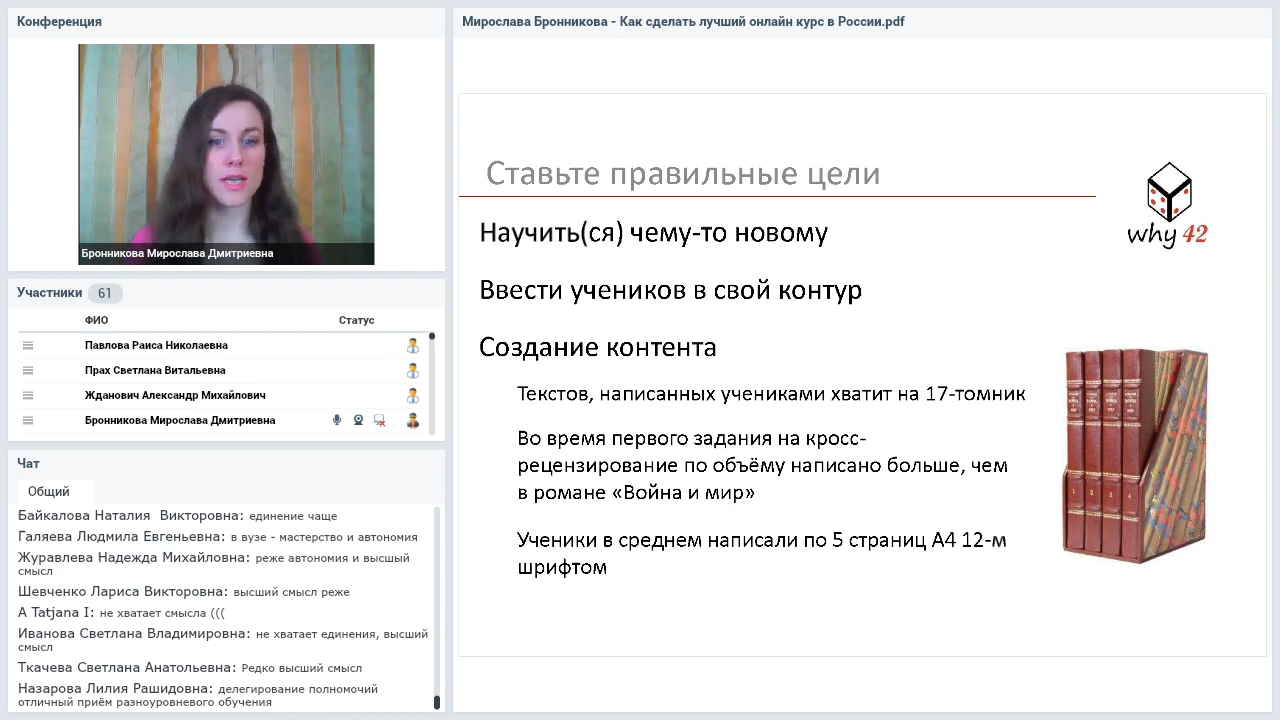 Конференция
Бронникова Мирослава Дмитриевна
Участники 61
ФИО Статус
Павлова Раиса Николаевна
Прах Светлана Витальевна
Жданович Александр Михайлович
Бронникова Мирослава Дмитриевна
Чат
Общий
Байкалова Наталия Викторовна: единение чаще
Галяева Людмила Евгеньевна: в вузе - мастерство и автономия
Журавлева Надежда Михайловна: реже автономия и высший
смысл
Шевченко Лариса Викторовна: высший смысл реже
A Tatjana I: не хватает смысла (((
Иванова Светлана Владимировна: не хватает единения, высший
смысл
Ткачева Светлана Анатольевна: Редко высший смысл
Назарова Лилия Рашидовна: делегирование полномочий
отличный приём разноуровневого обучения
Мирослава Бронникова - Как сделать лучший онлайн курс в России.pdf
Ставьте правильные цели
why 42
Научить(ся) чему-то новому
Ввести учеников в свой контур
Создание контента
Текстов, написанных учениками хватит на 17-томник
Во время первого задания на кросс-
рецензирование по объёму написано больше, чем
в романе «Война и мир»
Ученики в среднем написали по 5 страниц А4 12-м
шрифтом
1 2 3 4